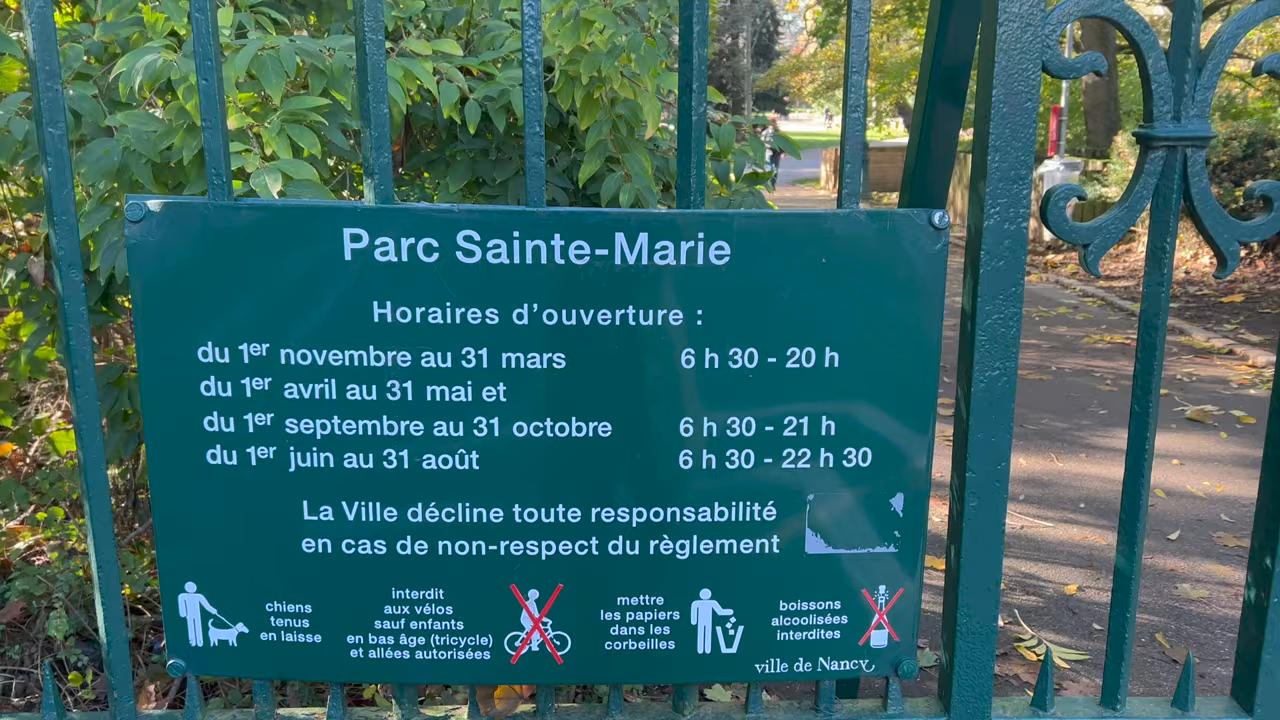 Parc Sainte-Marie
Horaires d'ouverture :
du 1er novembre au 31 mars 6 h 30 - 20 h
du 1er avril au 31 mai et
du 1er septembre au 31 octobre 6 h 30 - 21 h
du 1er juin au 31 août 6 h 30 - 22 h 30
La Ville décline toute responsabilité
en cas de non-respect du règlement
chiens
tenus
en laisse
interdit
aux vélos
sauf enfants
en bas âge (tricycle)
et allées autorisées
mettre
les papiers
dans les
corbeilles
boissons
alcoolisées
interdites
ville de Nancy